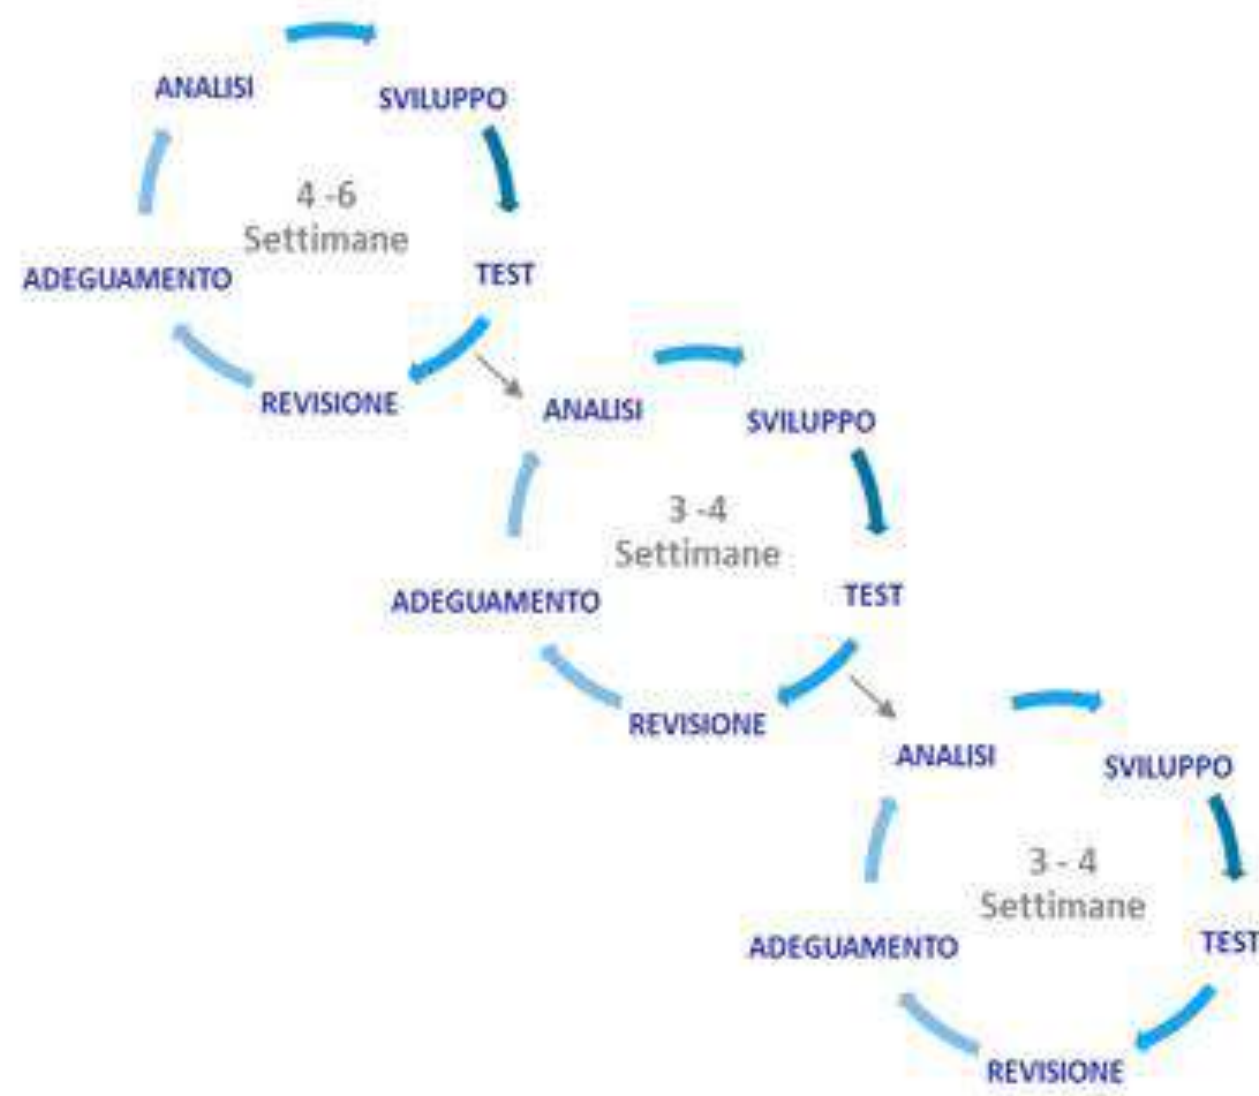 ANALISI
SVILUPPO
4 -6
Settimane
ADEGUAMENTO
TEST
REVISIONE
ANALISI
SVILUPPO
3 -4
Settimane
ADEGUAMENTO
TEST
REVISIONE
ANALISI
SVILUPPO
3 - 4
Settimane
ADEGUAMENTO
TEST
REVISIONE